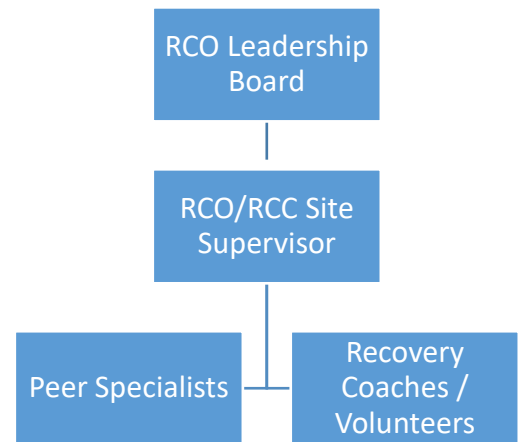 RCO Leadership
Board
RCO/RCC Site
Supervisor
Peer Specialists
Recovery
Coaches /
Volunteers